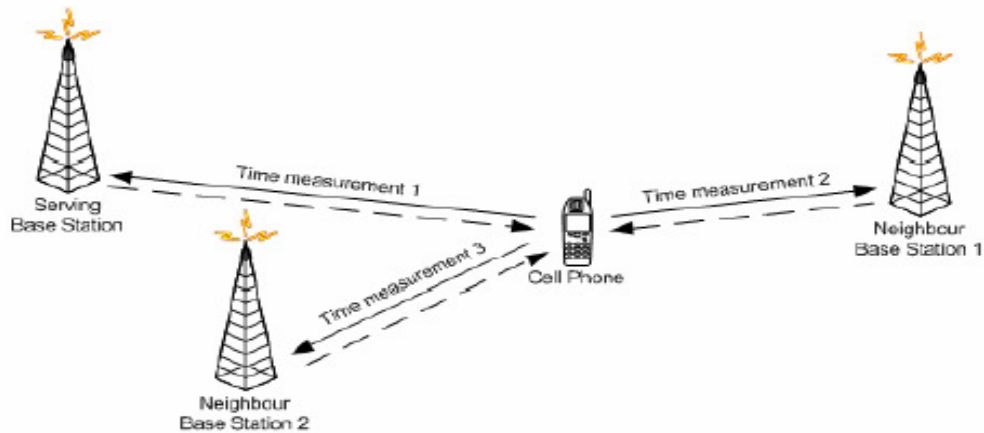 Time measurement 1
Time measurement 2
Serving
Base Station
Neighbour
Base Station 1
Time measurement 3
Cell Phone
Neighbour
Base Station 2